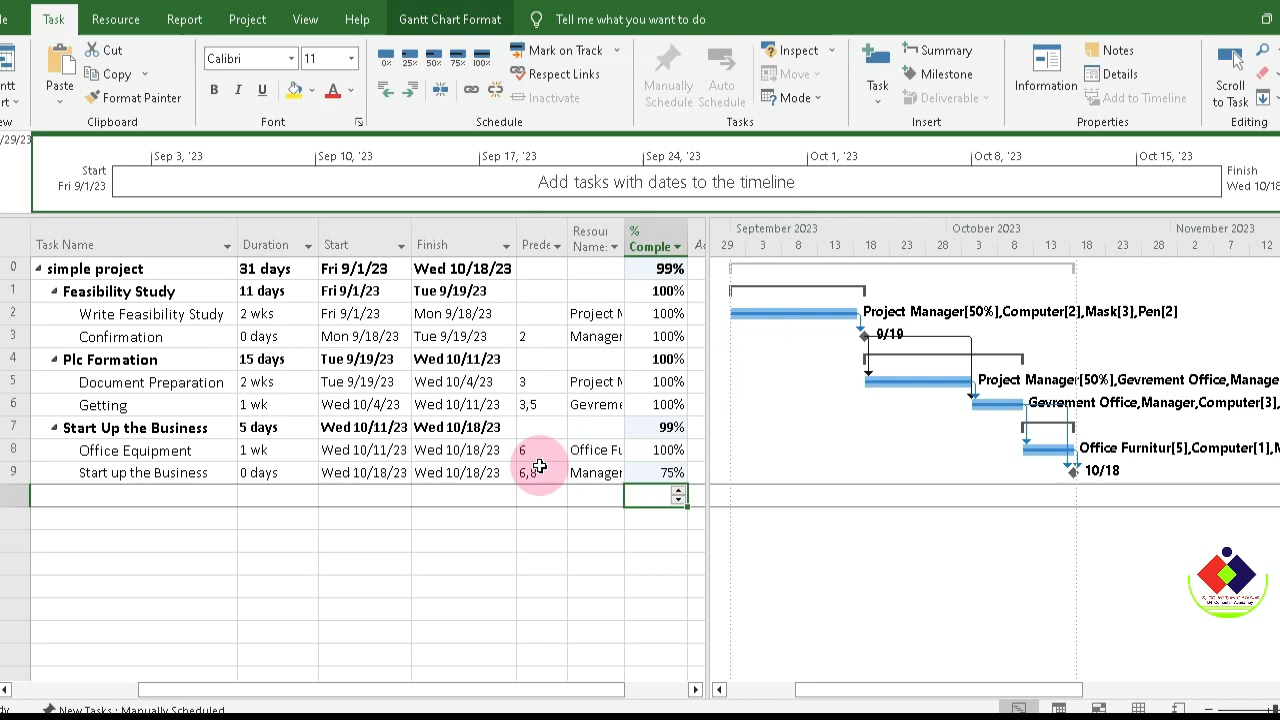 Task Resource Report Project View Help Gantt Chart Format Tell me what you want to do
Cut
Copy
Format Painter
Paste
Clipboard
Calibri 11
B I U A
Font
0% 25% 50% 75% 100%
Mark on Track
Respect Links
Inactivate
Schedule
Manually Schedule
Auto Schedule
Inspect
Move
Mode
Tasks
Task
Summary
Milestone
Deliverable
Insert
Information
Notes
Details
Add to Timeline
Properties
Scroll to Task
Editing
/29/23
Sep 3, '23 Sep 10, '23 Sep 17, '23 Sep 24, '23 Oct 1, '23 Oct 8, '23 Oct 15, '23
Start
Fri 9/1/23
Add tasks with dates to the timeline
Finish
Wed 10/18
Task Name Duration Start Finish Prede Resour Name: % Comple
0 simple project 31 days Fri 9/1/23 Wed 10/18/23 99%
1 Feasibility Study 11 days Fri 9/1/23 Tue 9/19/23 100%
2 Write Feasibility Study 2 wks Fri 9/1/23 Mon 9/18/23 Project M 100%
3 Confirmation 0 days Mon 9/18/23 Tue 9/19/23 2 Manager 100%
4 Plc Formation 15 days Tue 9/19/23 Wed 10/11/23 100%
5 Document Preparation 2 wks Tue 9/19/23 Wed 10/4/23 3 Project M 100%
6 Getting 1 wk Wed 10/4/23 Wed 10/11/23 3,5 Gevreme 100%
7 Start Up the Business 5 days Wed 10/11/23 Wed 10/18/23 99%
8 Office Equipment 1 wk Wed 10/11/23 Wed 10/18/23 6 Office Fu 100%
9 Start up the Business 0 days Wed 10/18/23 Wed 10/18/23 6,8 Manager 75%
September 2023 October 2023 November 2023
29 3 8 13 18 23 28 3 8 13 18 23 28 2 7 12
Project Manager[50%],Computer[2],Mask[3],Pen[2]
9/19
Project Manager[50%],Gevrement Office,Manage
Gevrement Office,Manager,Computer[3],
Office Furnitur[5],Computer[1],M
10/18
New Tasks : Manually Scheduled